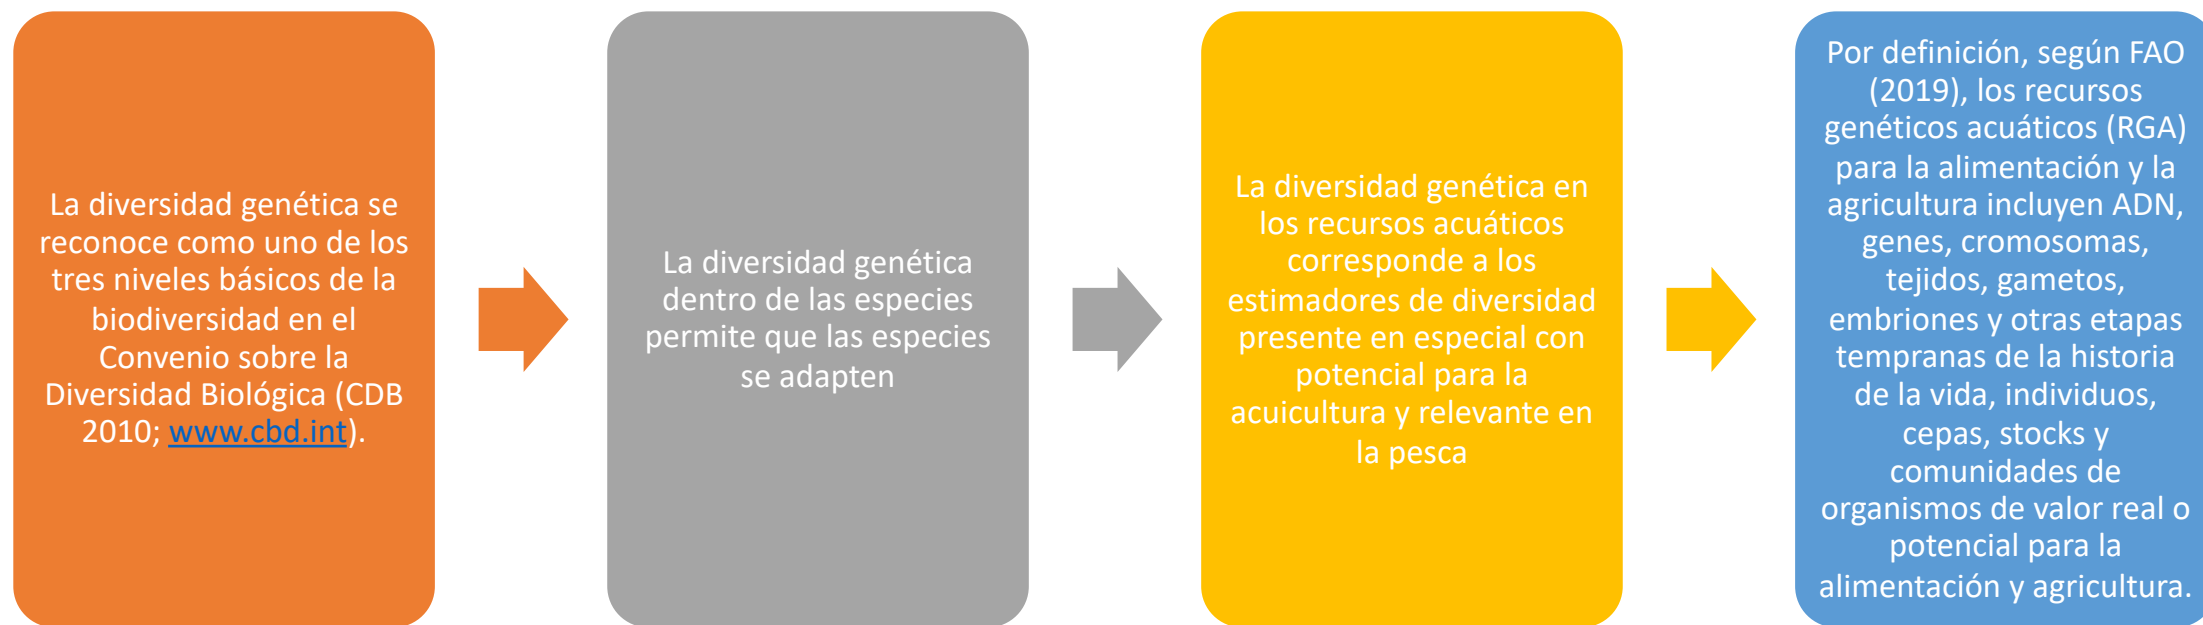 La diversidad genética se
reconoce como uno de los
tres niveles básicos de la
biodiversidad en el
Convenio sobre la
Diversidad Biológica (CDB
2010; www.cbd.int).
La diversidad genética
dentro de las especies
permite que las especies
se adapten
La diversidad genética en
los recursos acuáticos
corresponde a los
estimadores de diversidad
presente en especial con
potencial para la
acuicultura y relevante en
la pesca
Por definición, según FAO
(2019), los recursos
genéticos acuáticos (RGA)
para la alimentación y la
agricultura incluyen ADN,
genes, cromosomas,
tejidos, gametos,
embriones y otras etapas
tempranas de la historia
de la vida, individuos,
cepas, stocks y
comunidades de
organismos de valor real o
potencial para la
alimentación y agricultura.